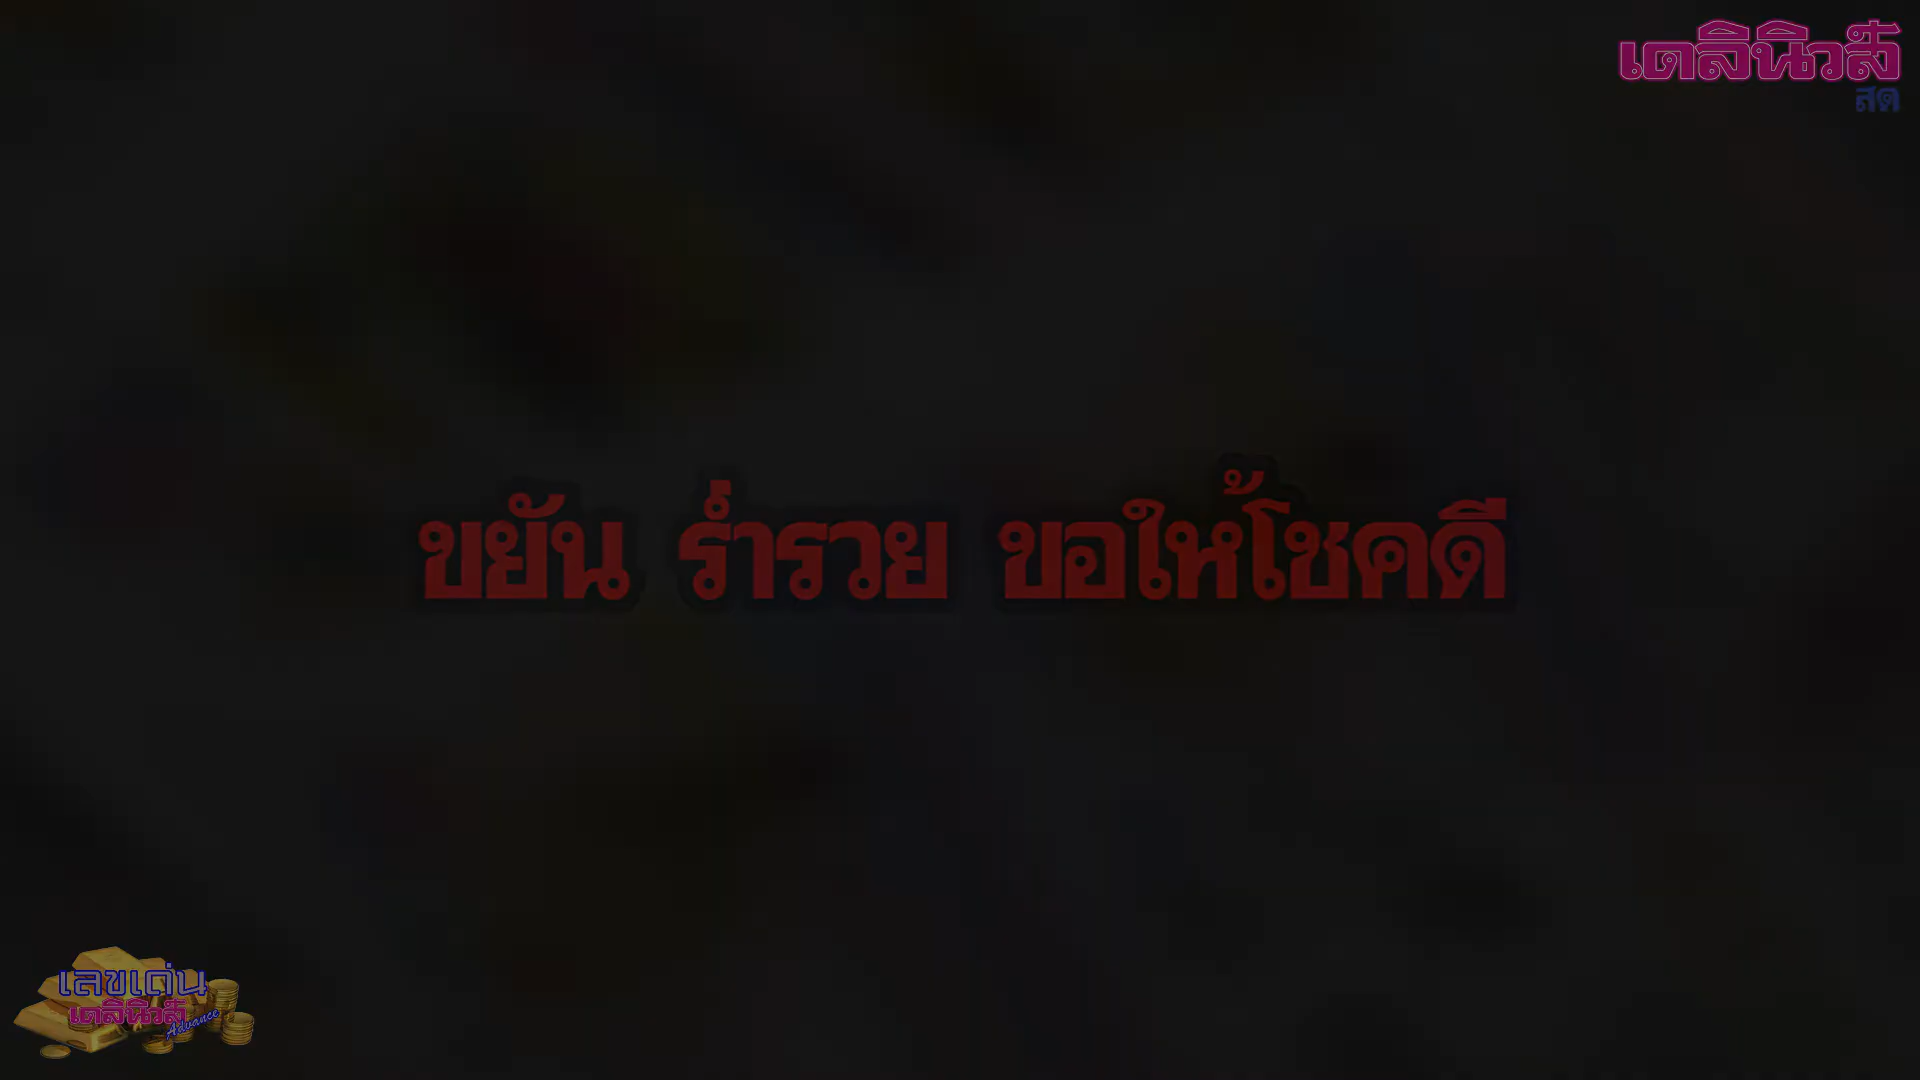 เดลินิวส์
สด
ขยัน ร่ำรวย ขอให้โชคดี
เลขเด่น
เดลินิวส์
Advance